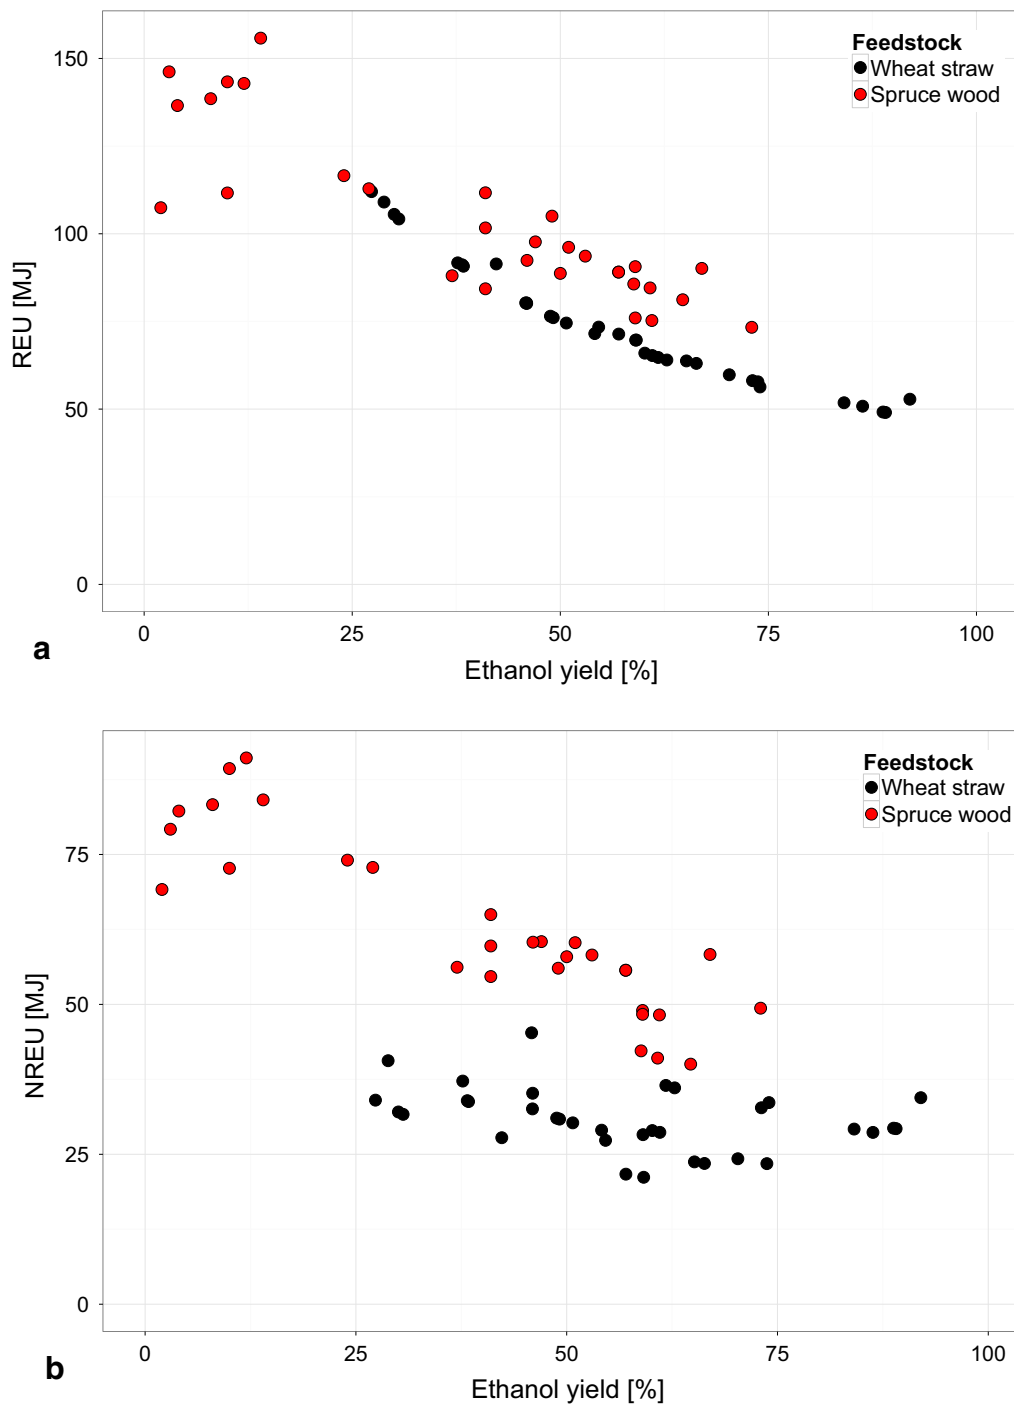 150
100
50
0
REU [MJ]
Feedstock
Wheat straw
Spruce wood
0 25 50 75 100
Ethanol yield [%]
a
75
50
25
0
NREU [MJ]
Feedstock
Wheat straw
Spruce wood
0 25 50 75 100
Ethanol yield [%]
b